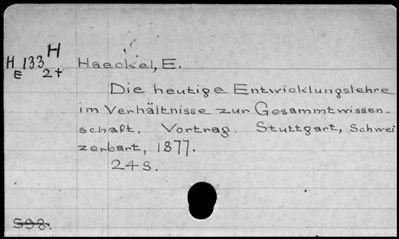 H
H 133 Haeckel, E.
E 2+
Die heutige Entwicklungslehre
im Verhältnisse zur Gesammtwissen-
schaft. Vortrag. Stuttgart, Schwei
zerbart, 1877.
24 S.
598.